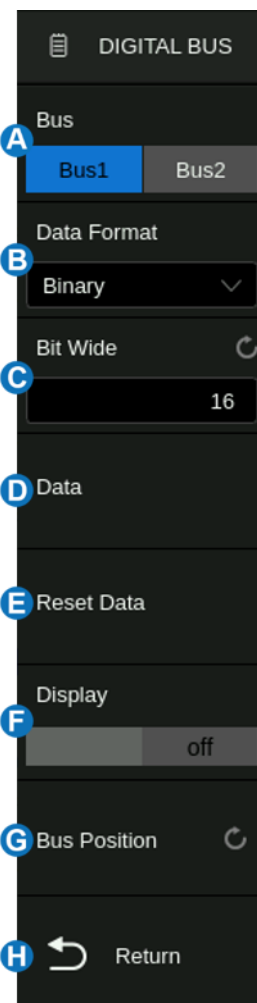 DIGITAL BUS
A
Bus
Bus1 Bus2
Data Format
B
Binary
Bit Wide
C
16
D Data
E Reset Data
Display
F
off
G Bus Position
H Return